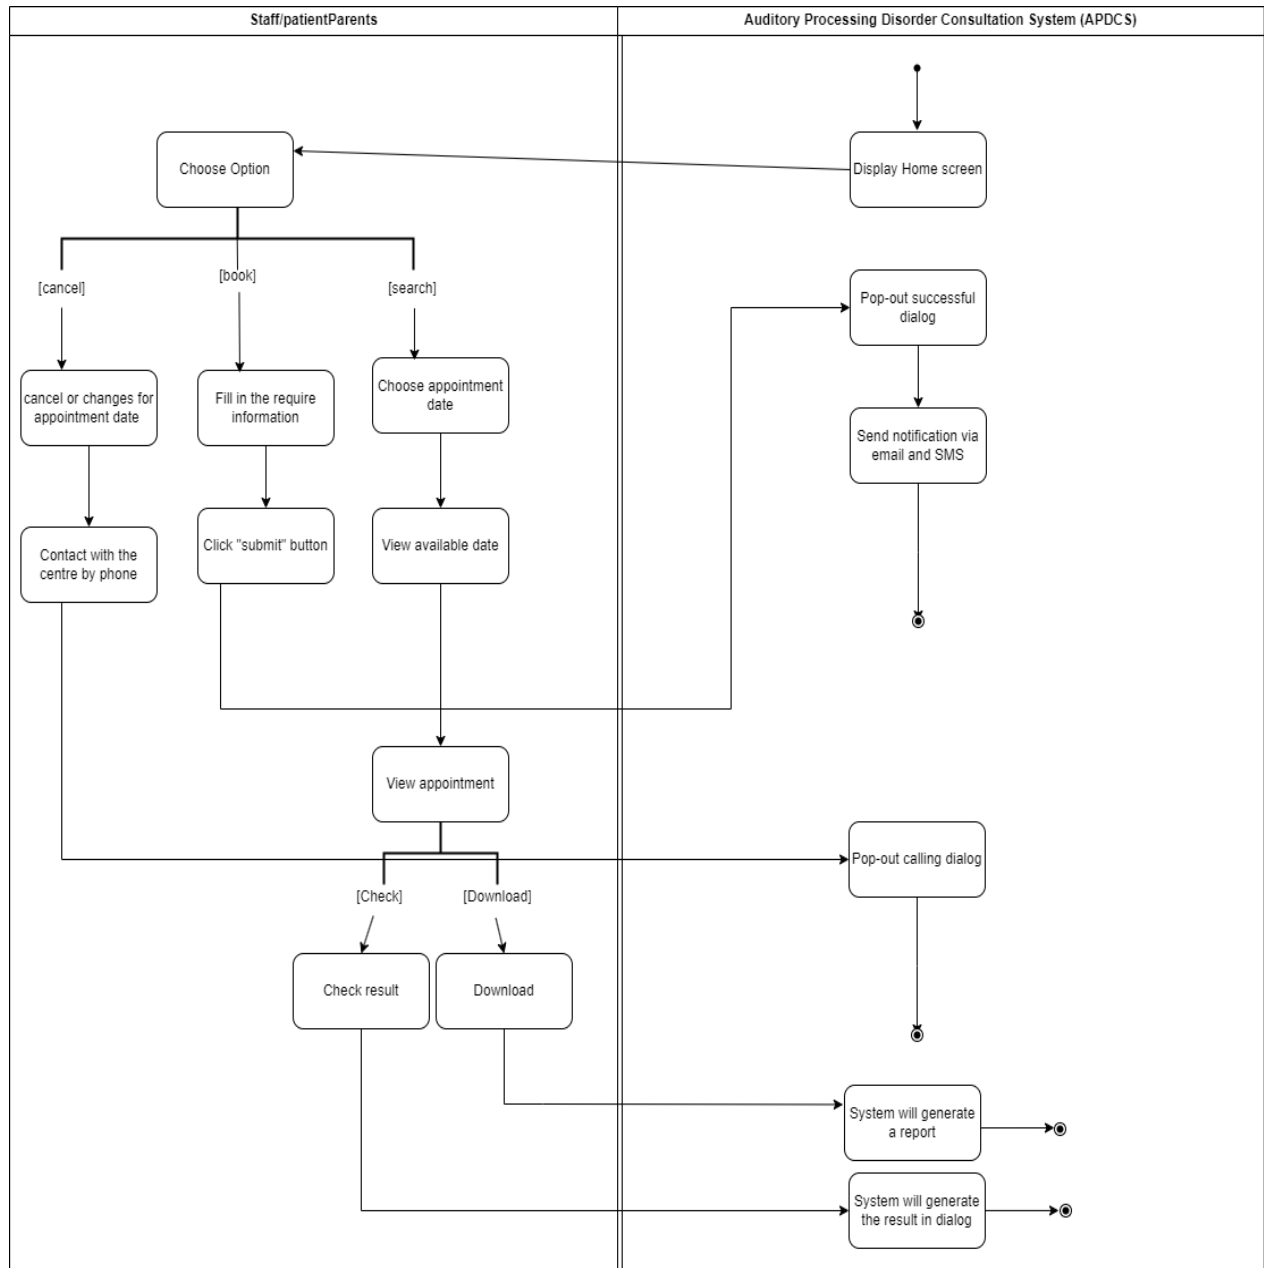 Staff/patientParents
Auditory Processing Disorder Consultation System (APDCS)
Choose Option
Display Home screen
[cancel]
[book]
[search]
Pop-out successful
dialog
cancel or changes for
appointment date
Fill in the require
information
Choose appointment
date
Send notification via
email and SMS
Contact with the
centre by phone
Click "submit" button
View available date
View appointment
Pop-out calling dialog
[Check]
[Download]
Check result
Download
System will generate
a report
System will generate
the result in dialog